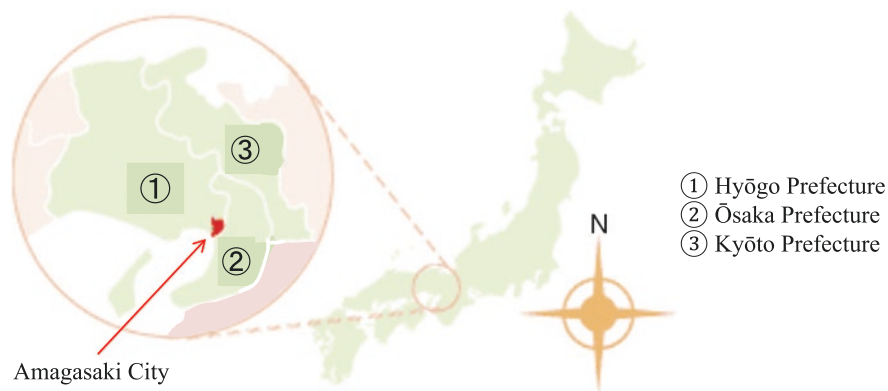 ③
①
②
Amagasaki City
N
① Hyōgo Prefecture
② Ōsaka Prefecture
③ Kyōto Prefecture